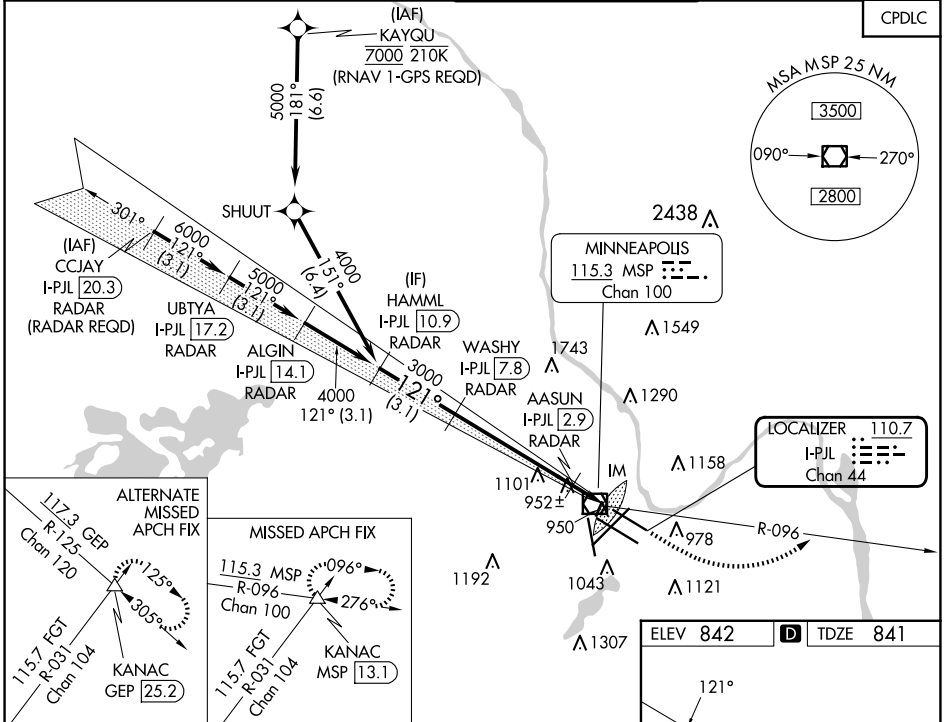 CPDLC
(IAF)
KAYQU
7000 210K
(RNAV 1-GPS REQD)
5000
181°
(6.6)
MSA MSP 25 NM
3500
090°
270°
2800
SHUUT
301°
6000
121°
(3.1)
(IAF)
CCJAY
I-PJL 20.3
RADAR
(RADAR REQD)
5000
121°
(3.1)
UBTYA
I-PJL 17.2
RADAR
ALGIN
I-PJL 14.1
RADAR
4000
121° (3.1)
4000
151°
(6.4)
(IF)
HAMML
I-PJL 10.9
RADAR
3000
121°
(3.1)
WASHY
I-PJL 7.8
RADAR
AASUN
I-PJL 2.9
RADAR
2438
MINNEAPOLIS
115.3 MSP
Chan 100
1549
1743
1290
LOCALIZER 110.7
I-PJL
Chan 44
1158
IM
1101
952±
950
978
R-096
1192
1043
1121
1307
ALTERNATE
MISSED
APCH FIX
117.3 GEP
R-125
Chan 120
125°
305°
115.7 FGT
R-031
Chan 104
KANAC
GEP 25.2
MISSED APCH FIX
115.3 MSP
R-096
Chan 100
096°
276°
115.7 FGT
R-031
Chan 104
KANAC
MSP 13.1
ELEV 842 D TDZE 841
121°